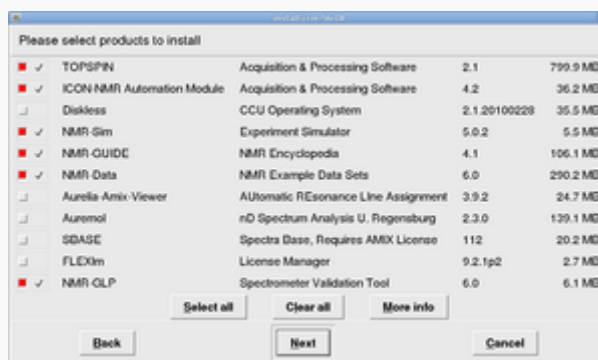 Please select products to install
TOPSPIN Acquisition & Processing Software 2.1 799.9 MB
ICON-NMR Automation Module Acquisition & Processing Software 4.2 36.2 MB
Diskless CCU Operating System 2.1.20100228 35.5 MB
NMR-Sim Experiment Simulator 5.0.2 5.5 MB
NMR-GUIDE NMR Encyclopedia 4.1 106.1 MB
NMR-Data NMR Example Data Sets 6.0 290.2 MB
Aurelia-Amix-Viewer AUtomatic REsonance LIne Assignment 3.9.2 24.7 MB
Auremol nD Spectrum Analysis U. Regensburg 2.3.0 139.1 MB
SBASE Spectra Base, Requires AMIX License 112 20.2 MB
FLEXlm License Manager 9.2.1p2 2.7 MB
NMR-GLP Spectrometer Validation Tool 6.0 6.1 MB
Select all Clear all More info
Back Next Cancel